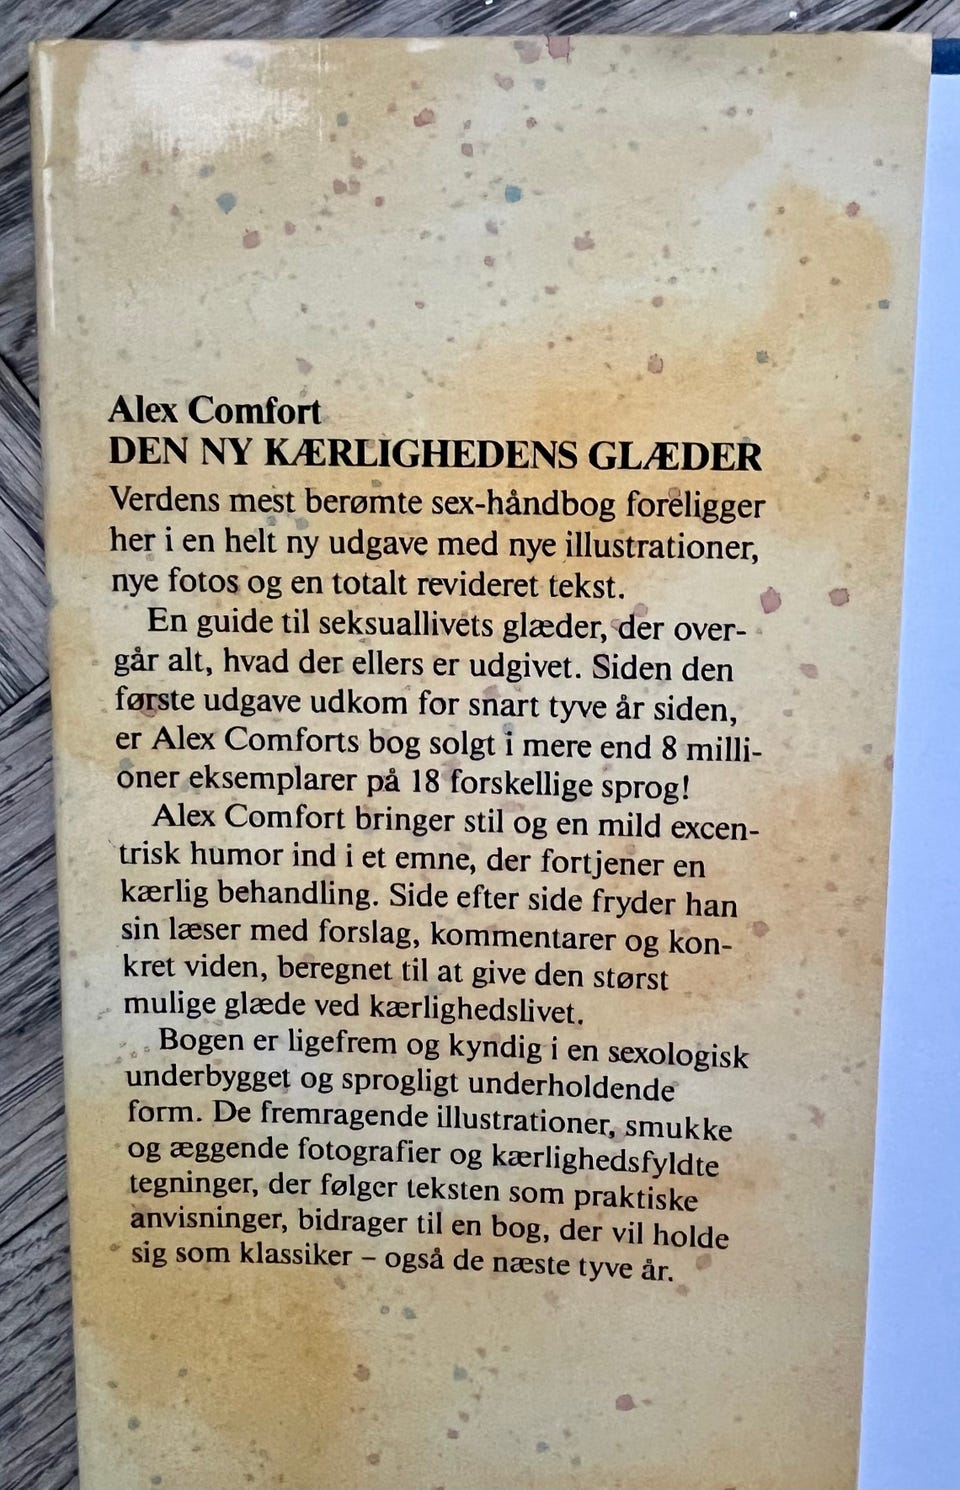 Alex Comfort
DEN NY KÆRLIGHEDENS GLÆDER
Verdens mest berømte sex-håndbog foreligger
her i en helt ny udgave med nye illustrationer,
nye fotos og en totalt revideret tekst.
En guide til seksuallivets glæder, der over-
går alt, hvad der ellers er udgivet. Siden den
første udgave udkom for snart tyve år siden,
er Alex Comforts bog solgt i mere end 8 milli-
oner eksemplarer på 18 forskellige sprog!
Alex Comfort bringer stil og en mild excen-
trisk humor ind i et emne, der fortjener en
kærlig behandling. Side efter side fryder han
sin læser med forslag, kommentarer og kon-
kret viden, beregnet til at give den størst
mulige glæde ved kærlighedslivet.
Bogen er ligefrem og kyndig i en sexologisk
underbygget og sprogligt underholdende
form. De fremragende illustrationer, smukke
og æggende fotografier og kærlighedsfyldte
tegninger, der følger teksten som praktiske
anvisninger, bidrager til en bog, der vil holde
sig som klassiker – også de næste tyve år.